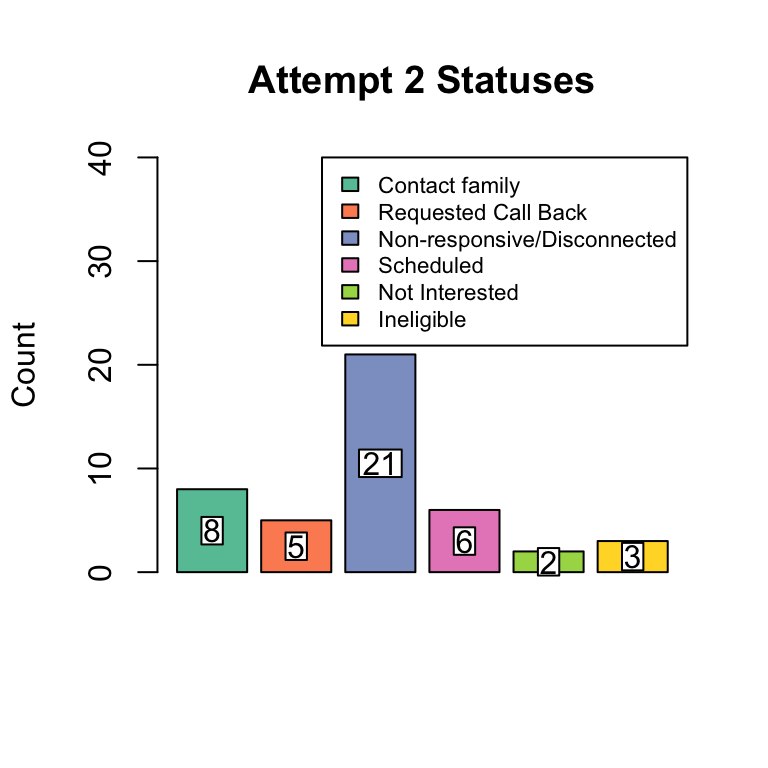 Attempt 2 Statuses
Count
40
30
20
10
0
Contact family
Requested Call Back
Non-responsive/Disconnected
Scheduled
Not Interested
Ineligible
8
5
21
6
2
3